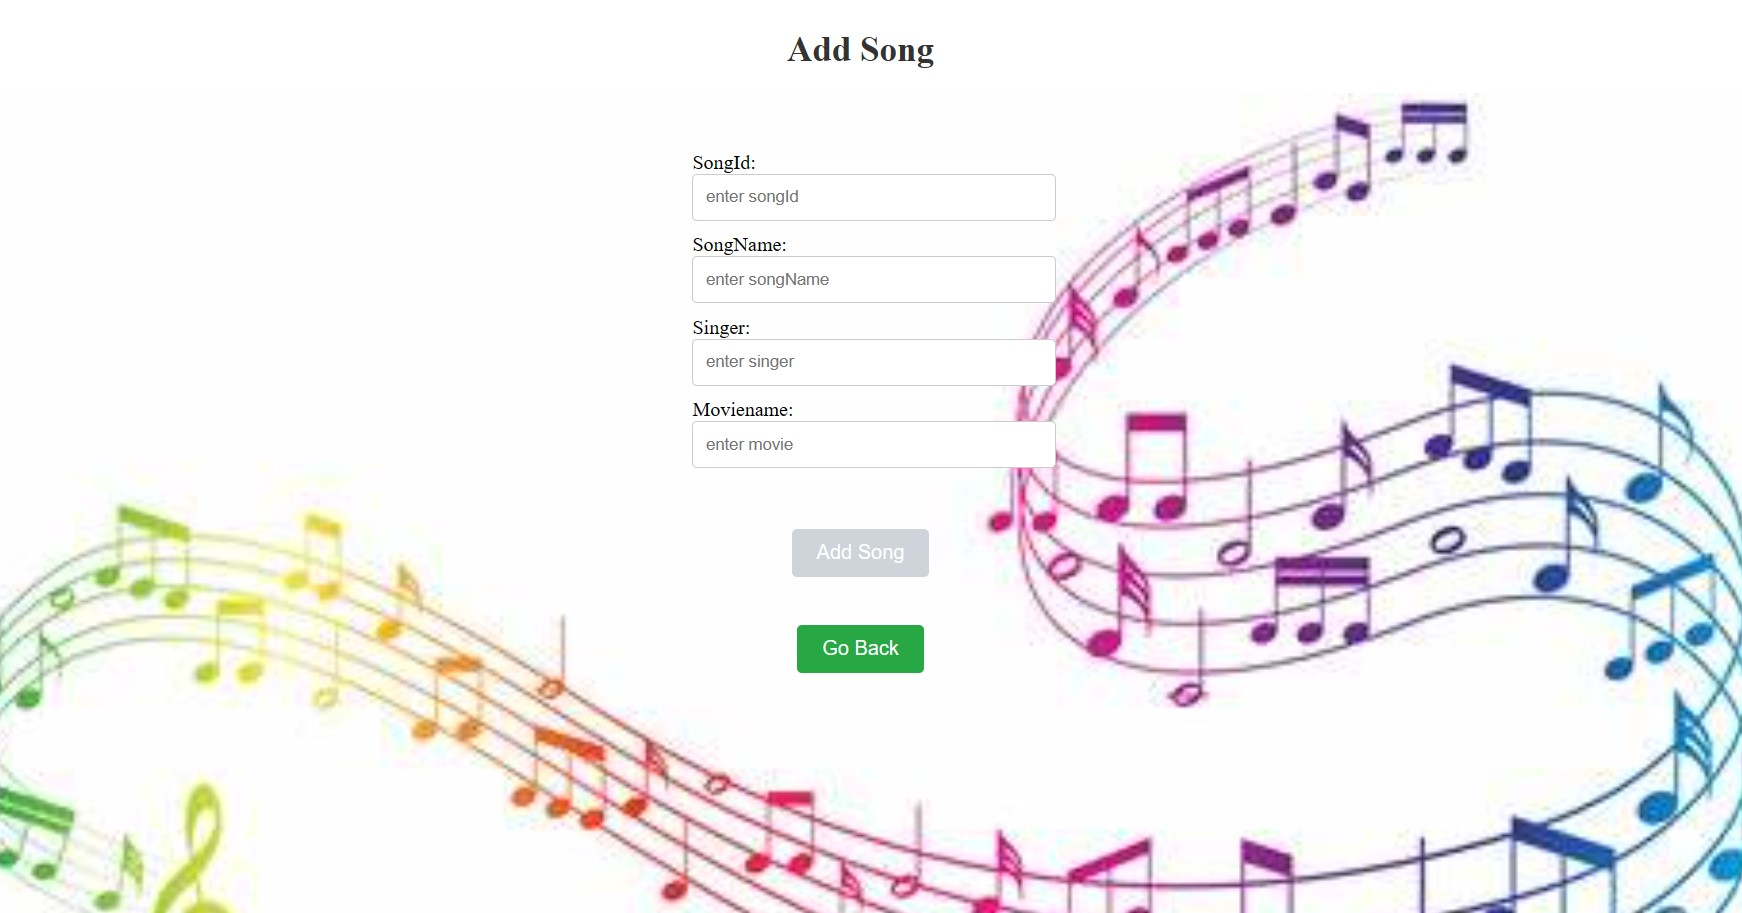 Add Song
SongId:
enter songId
SongName:
enter songName
Singer:
enter singer
Moviename:
enter movie
Add Song
Go Back